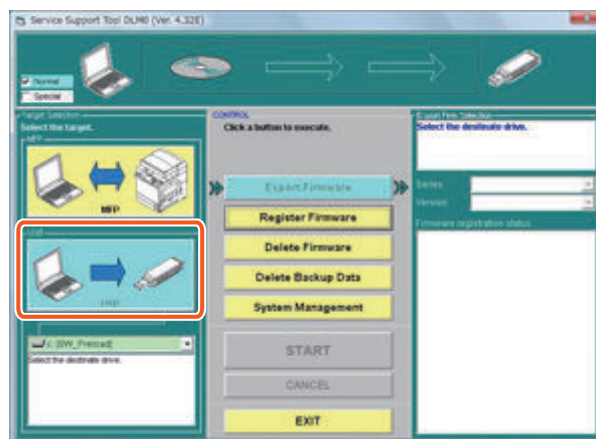 Service Support Tool DLM0 (Ver. 4.32E)
Normal
Special
Target Selection
Select the target.
MFP
MFP
USB
USB
Select the destinate drive.
CONTROL
Click a button to execute.
Export Firmware
Register Firmware
Delete Firmware
Delete Backup Data
System Management
START
CANCEL
EXIT
Export Firm Selection
Select the destinate drive.
Series
Version
Firmware registration status